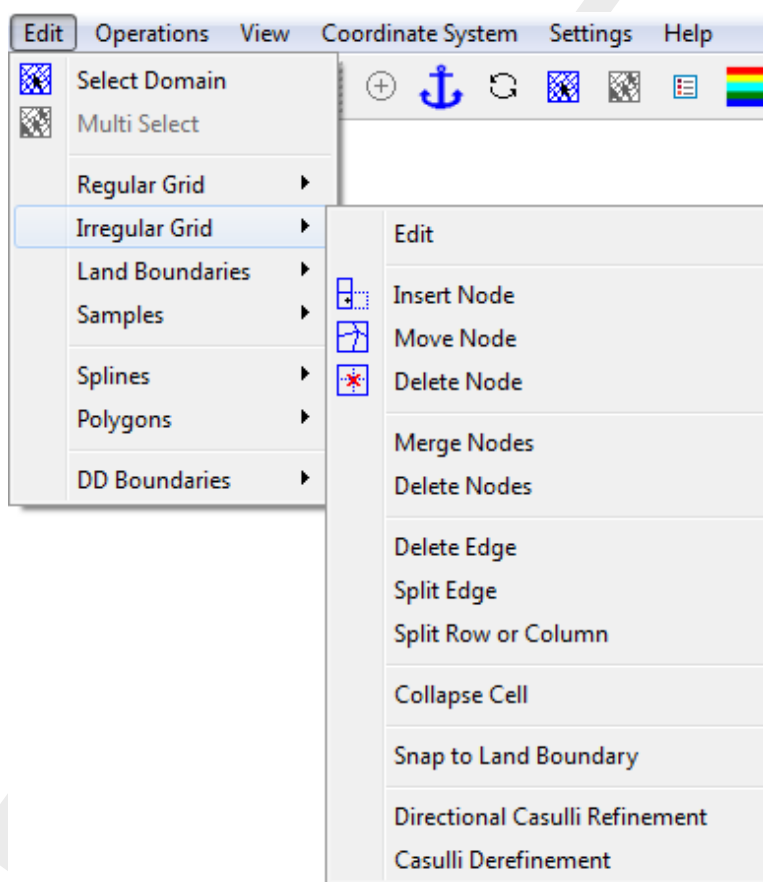 Edit Operations View Coordinate System Settings Help
Select Domain
Multi Select
Regular Grid
Irregular Grid
Land Boundaries
Samples
Splines
Polygons
DD Boundaries
Edit
Insert Node
Move Node
Delete Node
Merge Nodes
Delete Nodes
Delete Edge
Split Edge
Split Row or Column
Collapse Cell
Snap to Land Boundary
Directional Casulli Refinement
Casulli Derefinement